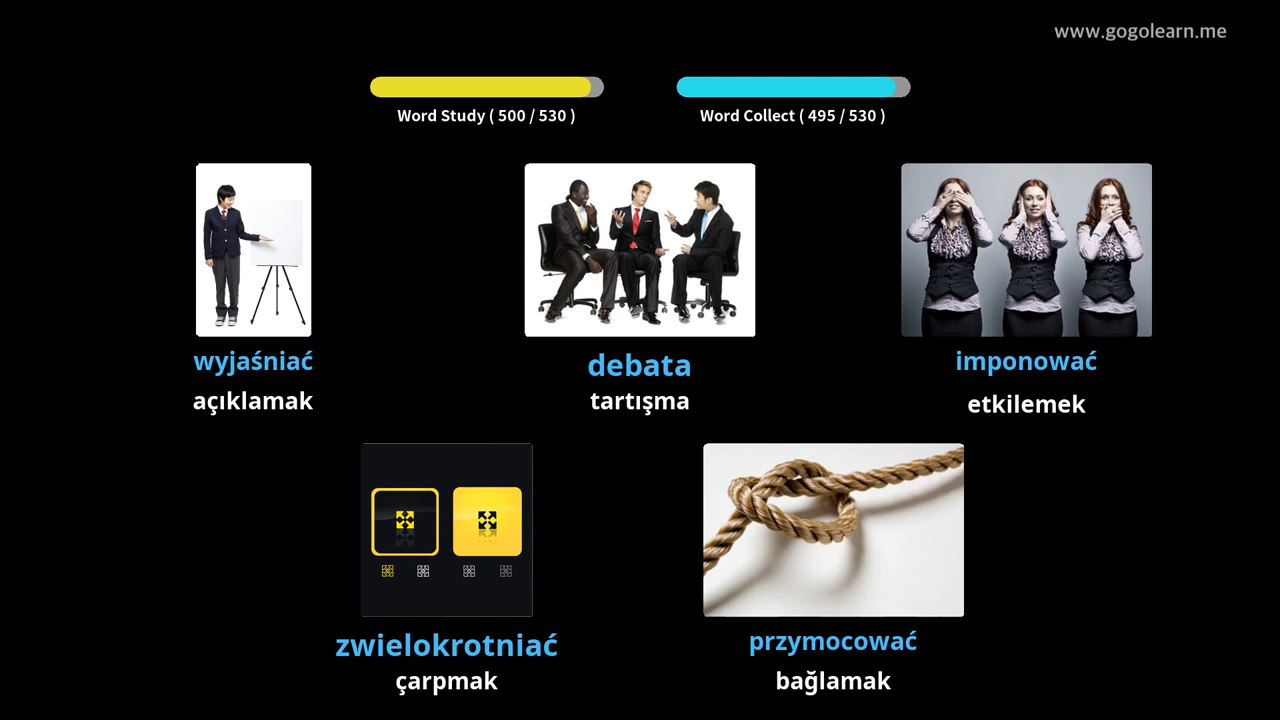 www.gogolearn.me
Word Study ( 500 / 530 )
Word Collect ( 495 / 530 )
wyjaśniać
açıklamak
debata
tartışma
imponować
etkilemek
zwielokrotniać
çarpmak
przymocować
bağlamak